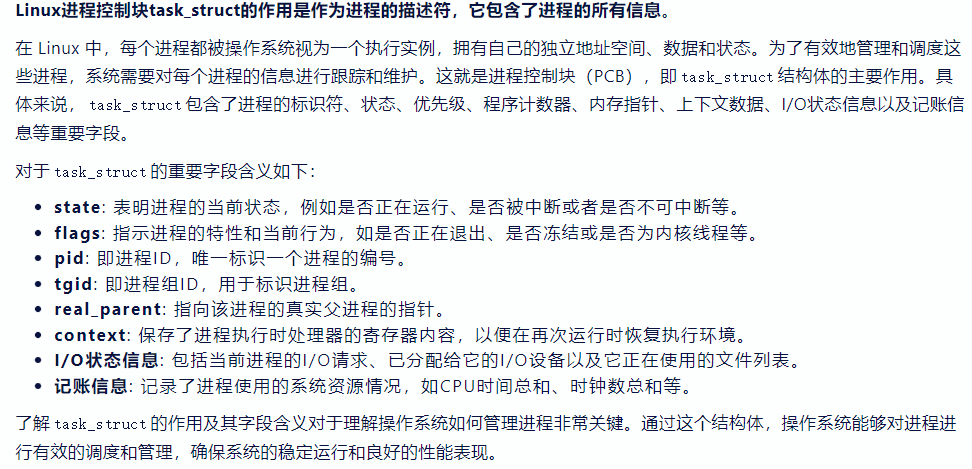 Linux进程控制块task_struct的作用是作为进程的描述符，它包含了进程的所有信息。
在 Linux 中，每个进程都被操作系统视为一个执行实例，拥有自己的独立地址空间、数据和状态。为了有效地管理和调度这
些进程，系统需要对每个进程的信息进行跟踪和维护。这就是进程控制块（PCB），即 task_struct 结构体的主要作用。具
体来说， task_struct 包含了进程的标识符、状态、优先级、程序计数器、内存指针、上下文数据、I/O状态信息以及记账信
息等重要字段。
对于 task_struct 的重要字段含义如下：
• state: 表明进程的当前状态，例如是否正在运行、是否被中断或者是否不可中断等。
• flags: 指示进程的特性和当前行为，如是否正在退出、是否冻结或是否为内核线程等。
• pid: 即进程ID，唯一标识一个进程的编号。
• tgid: 即进程组ID，用于标识进程组。
• real_parent: 指向该进程的真实父进程的指针。
• context: 保存了进程执行时处理器的寄存器内容，以便在再次运行时恢复执行环境。
• I/O状态信息: 包括当前进程的I/O请求、已分配给它的I/O设备以及它正在使用的文件列表。
• 记账信息: 记录了进程使用的系统资源情况，如CPU时间总和、时钟数总和等。
了解 task_struct 的作用及其字段含义对于理解操作系统如何管理进程非常关键。通过这个结构体，操作系统能够对进程进
行有效的调度和管理，确保系统的稳定运行和良好的性能表现。